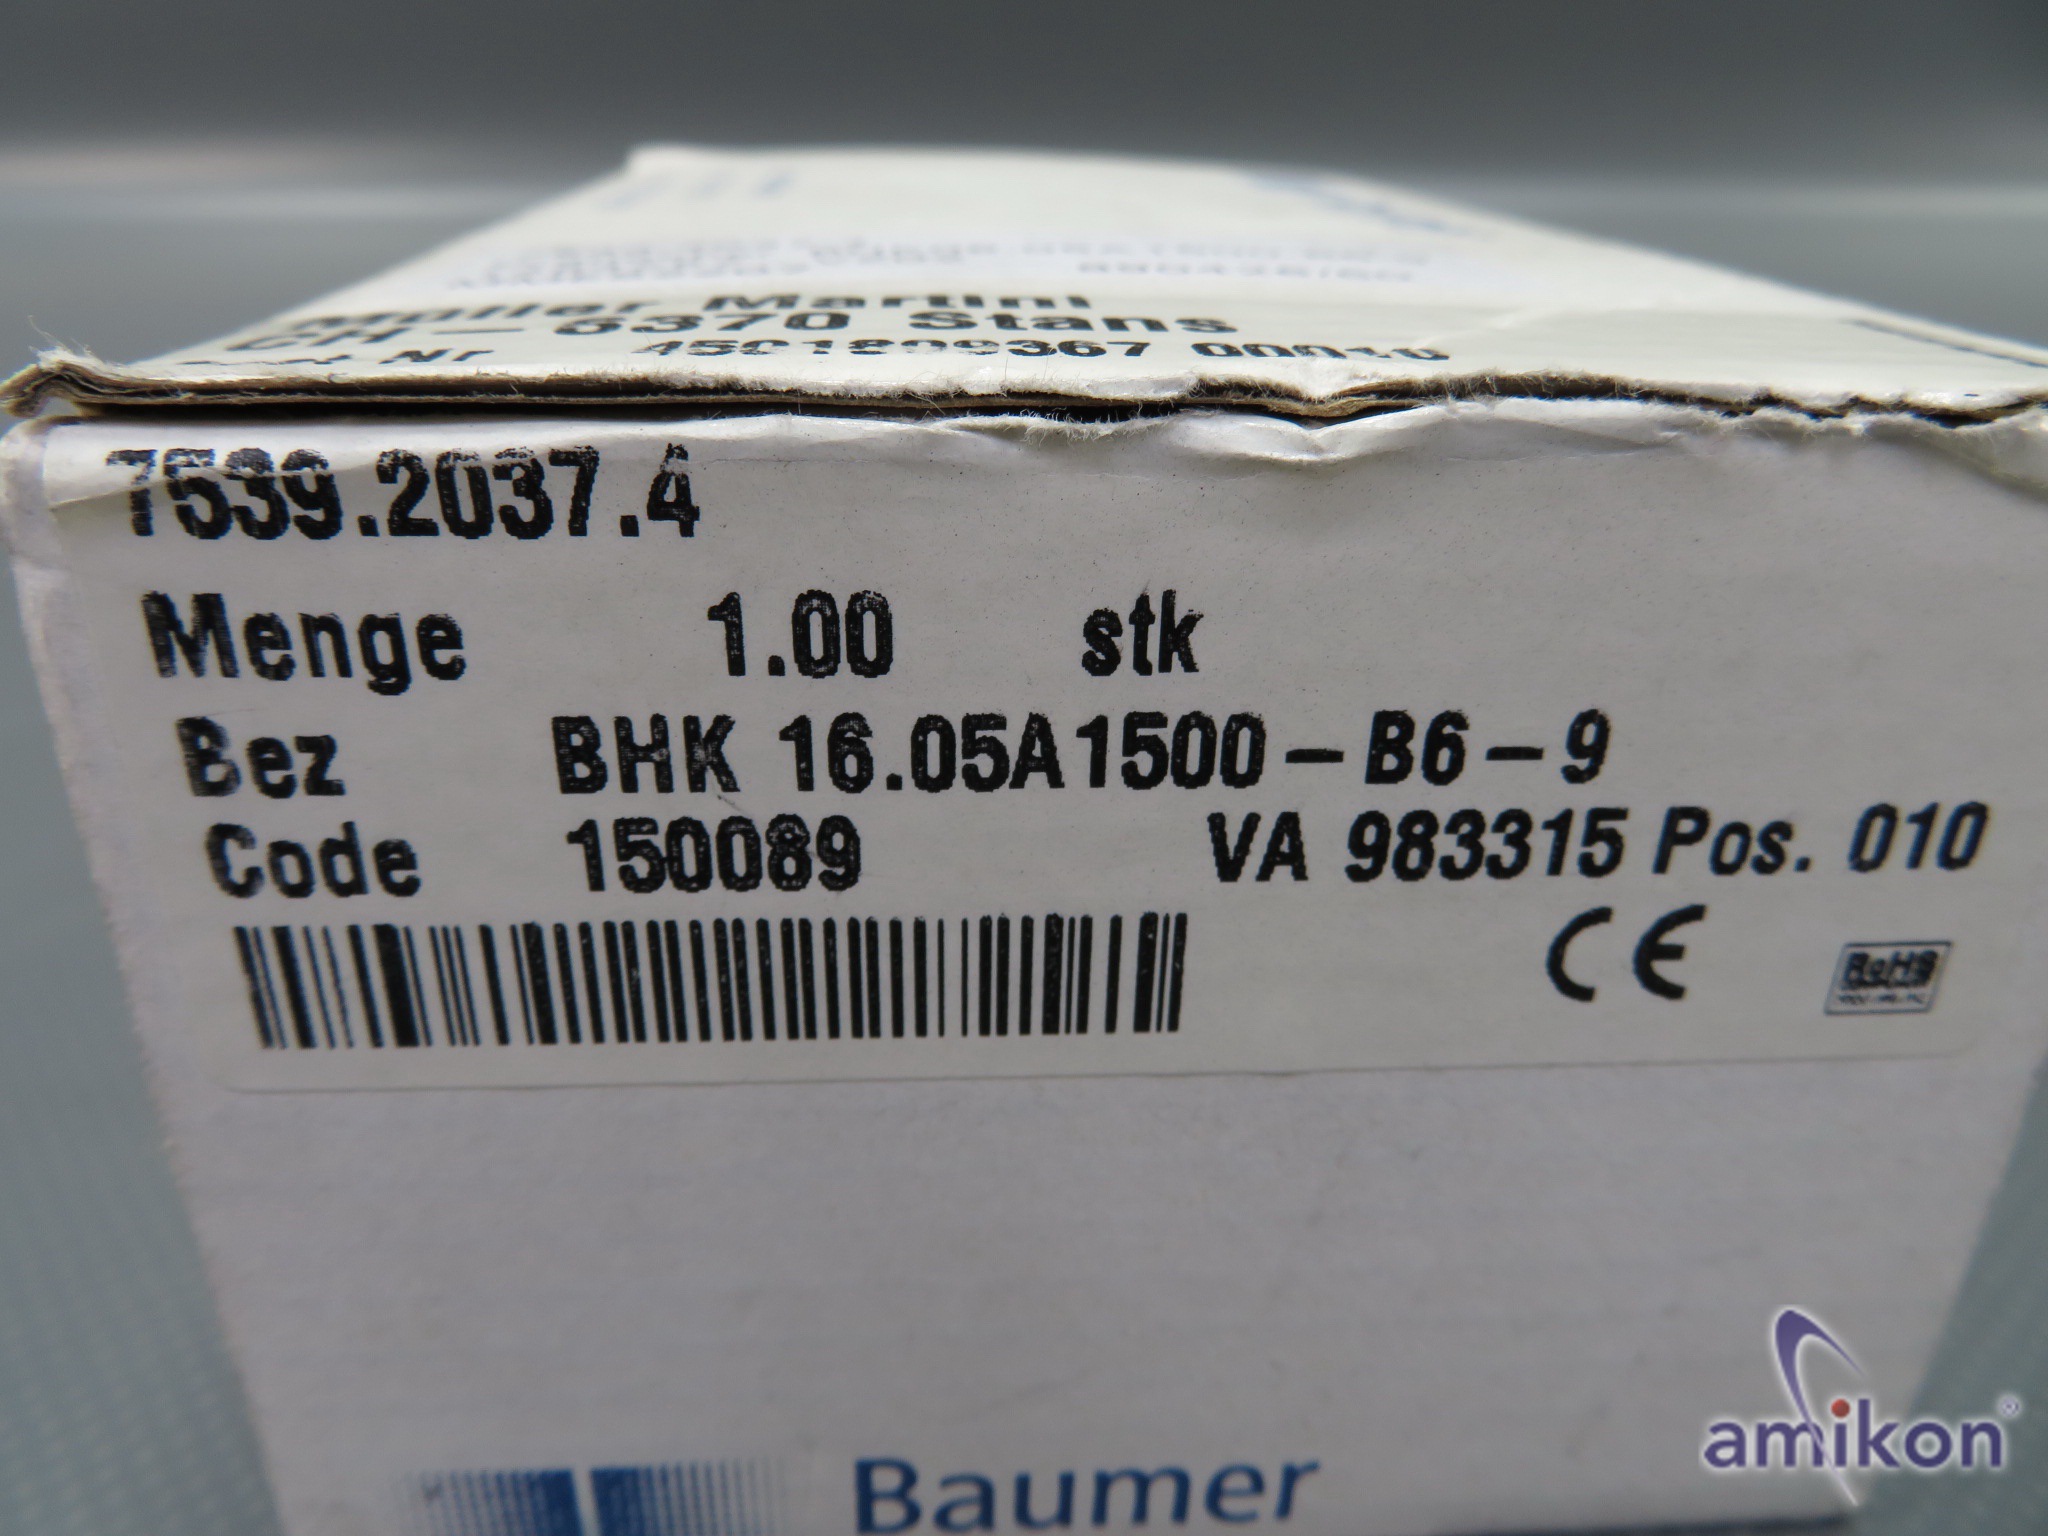 Müller Martini
CH - 6370 Stans
7539.2037.4
Menge 1.00 stk
Bez BHK 16.05A1500-B6-9
Code 150089 VA 983315 Pos. 010
CE RoHS
Baumer
amikon®